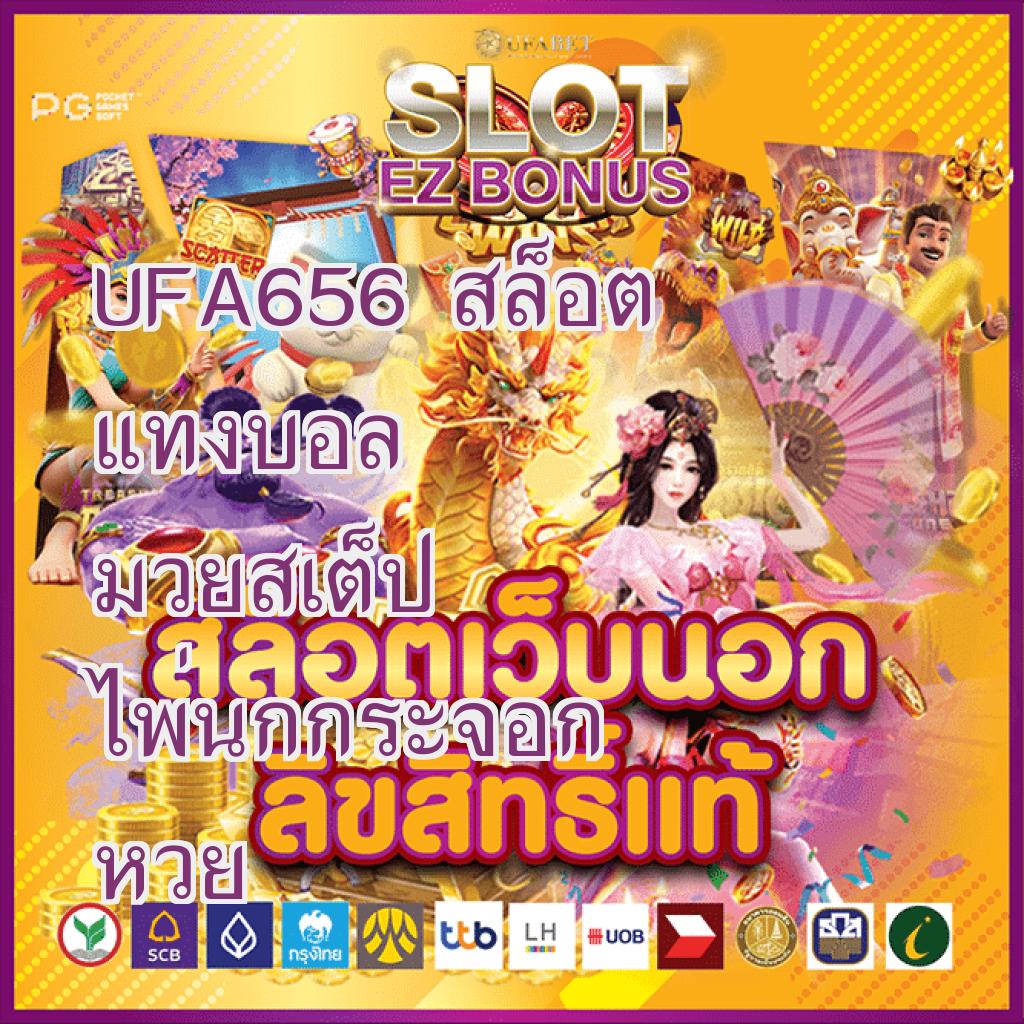 UFABET
PG POCKET GAMES SOFT
SLOT
EZ BONUS
WINS
WILD
SCATTER
UFA656 สล็อต
แทงบอล
มวยสเต็ป
สล็อตเว็บนอก
ไพนกกระจอก
ลิขสิทธิ์แท้
หวย
SCB
กรุงไทย
ttb
LH
UOB